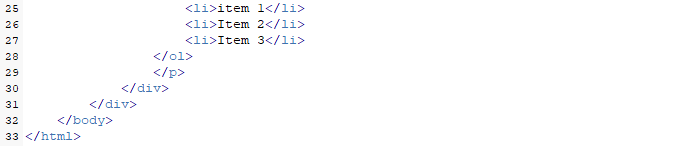 25 <li>item 1</li>
26 <li>Item 2</li>
27 <li>Item 3</li>
28 </ol>
29 </p>
30 </div>
31 </div>
32 </body>
33 </html>